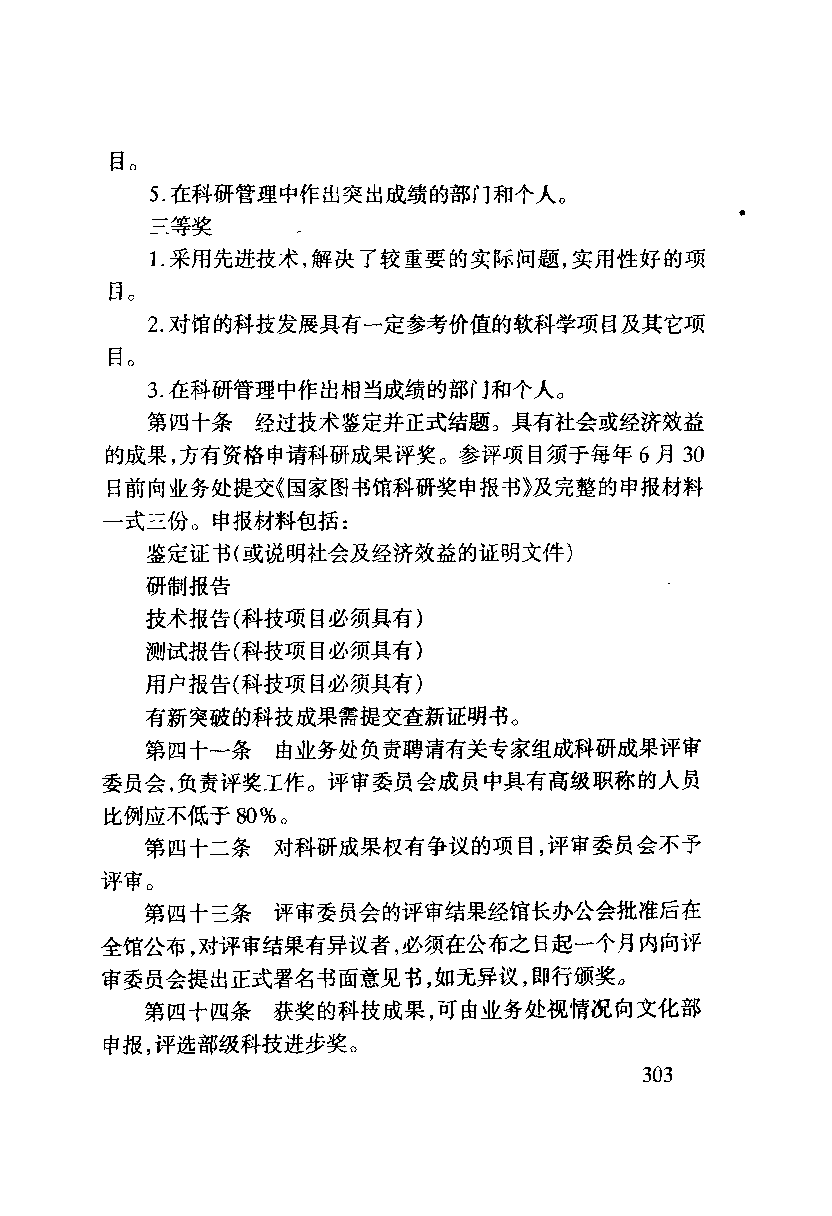 目。
5.在科研管理中作出突出成绩的部门和个人。
三等奖
1.采用先进技术,解决了较重要的实际问题,实用性好的项
目。
2.对馆的科技发展具有一定参考价值的软科学项目及其它项
目。
3.在科研管理中作出相当成绩的部门和个人。
第四十条 经过技术鉴定并正式结题。具有社会或经济效益
的成果,方有资格申请科研成果评奖。参评项目须于每年 6 月 30
日前向业务处提交《国家图书馆科研奖申报书》及完整的申报材料
一式三份。申报材料包括:
鉴定证书(或说明社会及经济效益的证明文件)
研制报告
技术报告(科技项目必须具有)
测试报告(科技项目必须具有)
用户报告(科技项目必须具有)
有新突破的科技成果需提交查新证明书。
第四十一条 由业务处负责聘请有关专家组成科研成果评审
委员会,负责评奖工作。评审委员会成员中具有高级职称的人员
比例应不低于 80%。
第四十二条 对科研成果权有争议的项目,评审委员会不予
评审。
第四十三条 评审委员会的评审结果经馆长办公会批准后在
全馆公布,对评审结果有异议者,必须在公布之日起一个月内向评
审委员会提出正式署名书面意见书,如无异议,即行颁奖。
第四十四条 获奖的科技成果,可由业务处视情况向文化部
申报,评选部级科技进步奖。
303